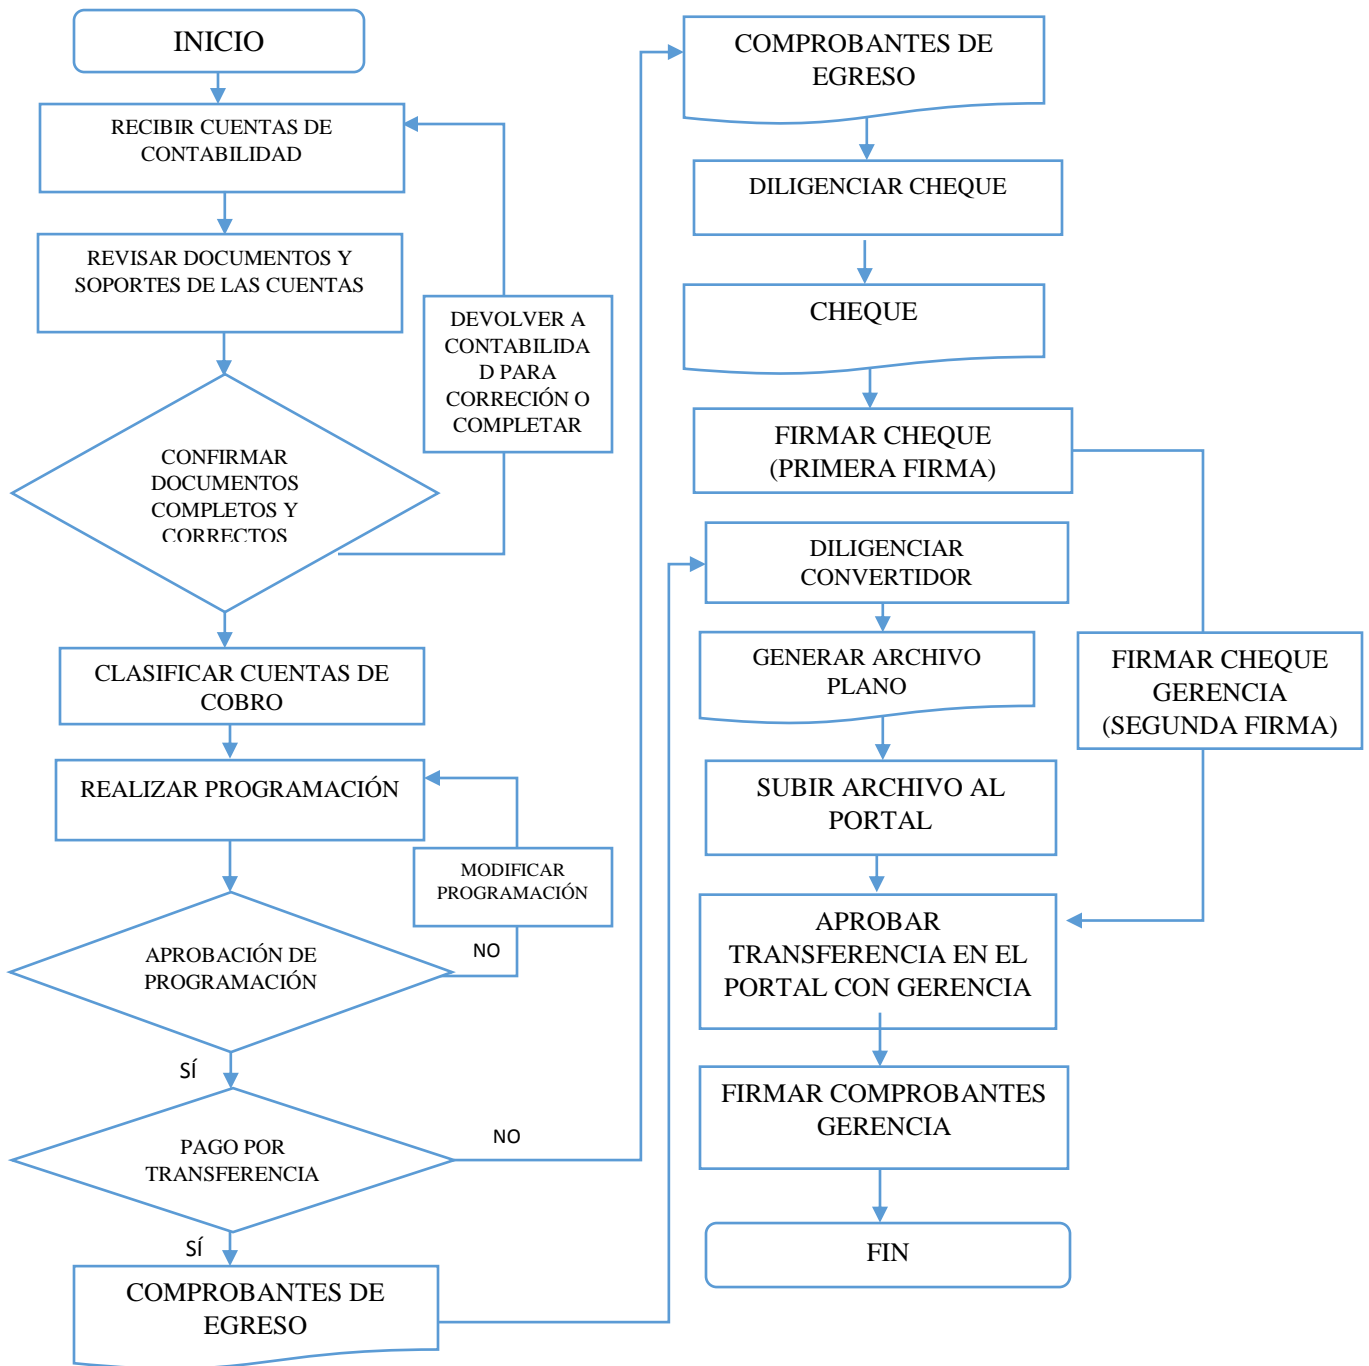 INICIO
RECIBIR CUENTAS DE
CONTABILIDAD
REVISAR DOCUMENTOS Y
SOPORTES DE LAS CUENTAS
DEVOLVER A
CONTABILIDA
D PARA
CORRECIÓN O
COMPLETAR
CONFIRMAR
DOCUMENTOS
COMPLETOS Y
CORRECTOS
CLASIFICAR CUENTAS DE
COBRO
REALIZAR PROGRAMACIÓN
MODIFICAR
PROGRAMACIÓN
APROBACIÓN DE
PROGRAMACIÓN
NO
SÍ
PAGO POR
TRANSFERENCIA
NO
SÍ
COMPROBANTES DE
EGRESO
COMPROBANTES DE
EGRESO
DILIGENCIAR CHEQUE
CHEQUE
FIRMAR CHEQUE
(PRIMERA FIRMA)
DILIGENCIAR
CONVERTIDOR
GENERAR ARCHIVO
PLANO
FIRMAR CHEQUE
GERENCIA
(SEGUNDA FIRMA)
SUBIR ARCHIVO AL
PORTAL
APROBAR
TRANSFERENCIA EN EL
PORTAL CON GERENCIA
FIRMAR COMPROBANTES
GERENCIA
FIN